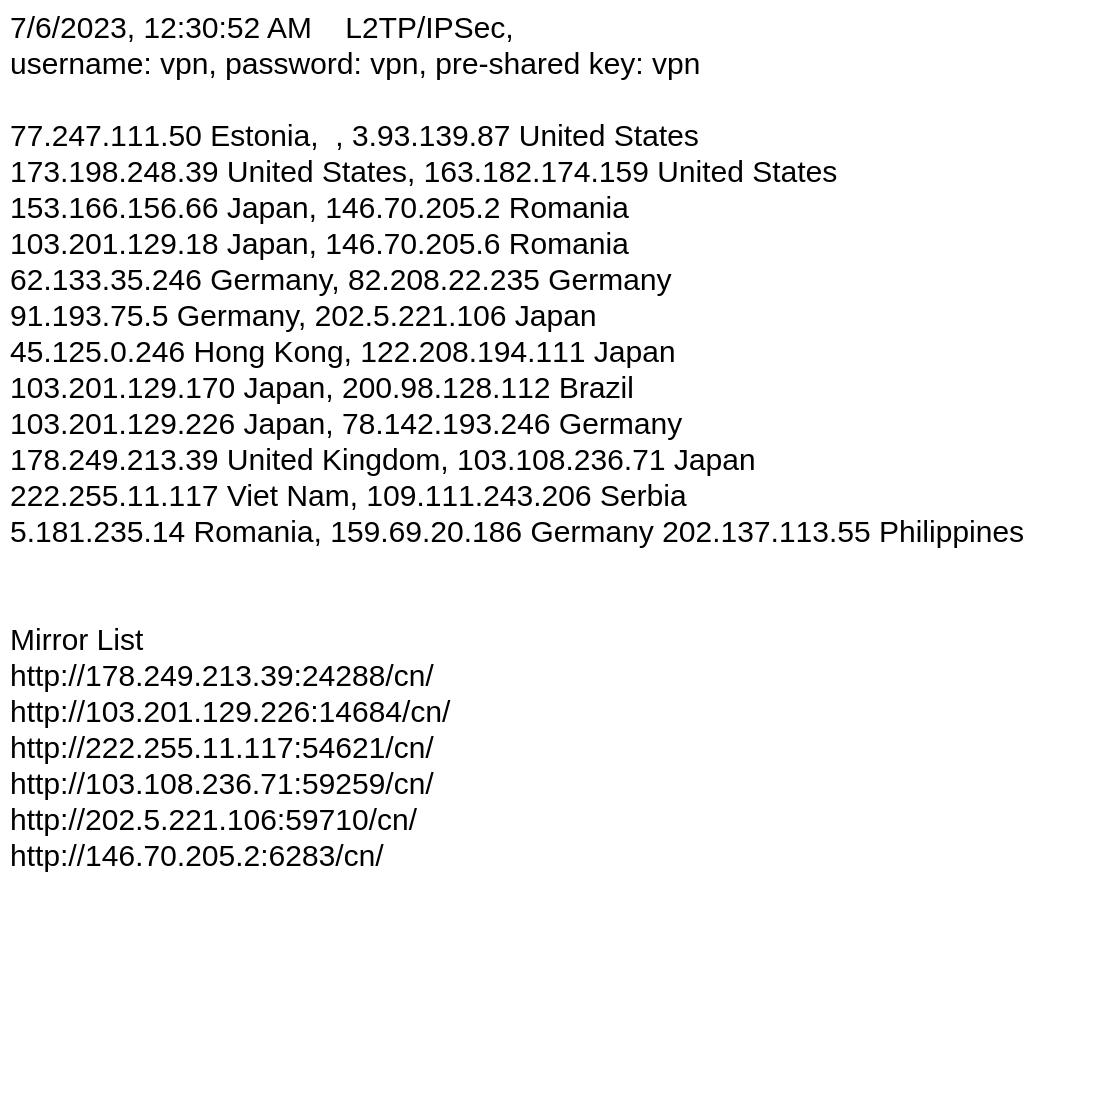 7/6/2023, 12:30:52 AM    L2TP/IPSec,
username: vpn, password: vpn, pre-shared key: vpn
77.247.111.50 Estonia,  , 3.93.139.87 United States
173.198.248.39 United States, 163.182.174.159 United States
153.166.156.66 Japan, 146.70.205.2 Romania
103.201.129.18 Japan, 146.70.205.6 Romania
62.133.35.246 Germany, 82.208.22.235 Germany
91.193.75.5 Germany, 202.5.221.106 Japan
45.125.0.246 Hong Kong, 122.208.194.111 Japan
103.201.129.170 Japan, 200.98.128.112 Brazil
103.201.129.226 Japan, 78.142.193.246 Germany
178.249.213.39 United Kingdom, 103.108.236.71 Japan
222.255.11.117 Viet Nam, 109.111.243.206 Serbia
5.181.235.14 Romania, 159.69.20.186 Germany 202.137.113.55 Philippines
Mirror List
http://178.249.213.39:24288/cn/
http://103.201.129.226:14684/cn/
http://222.255.11.117:54621/cn/
http://103.108.236.71:59259/cn/
http://202.5.221.106:59710/cn/
http://146.70.205.2:6283/cn/